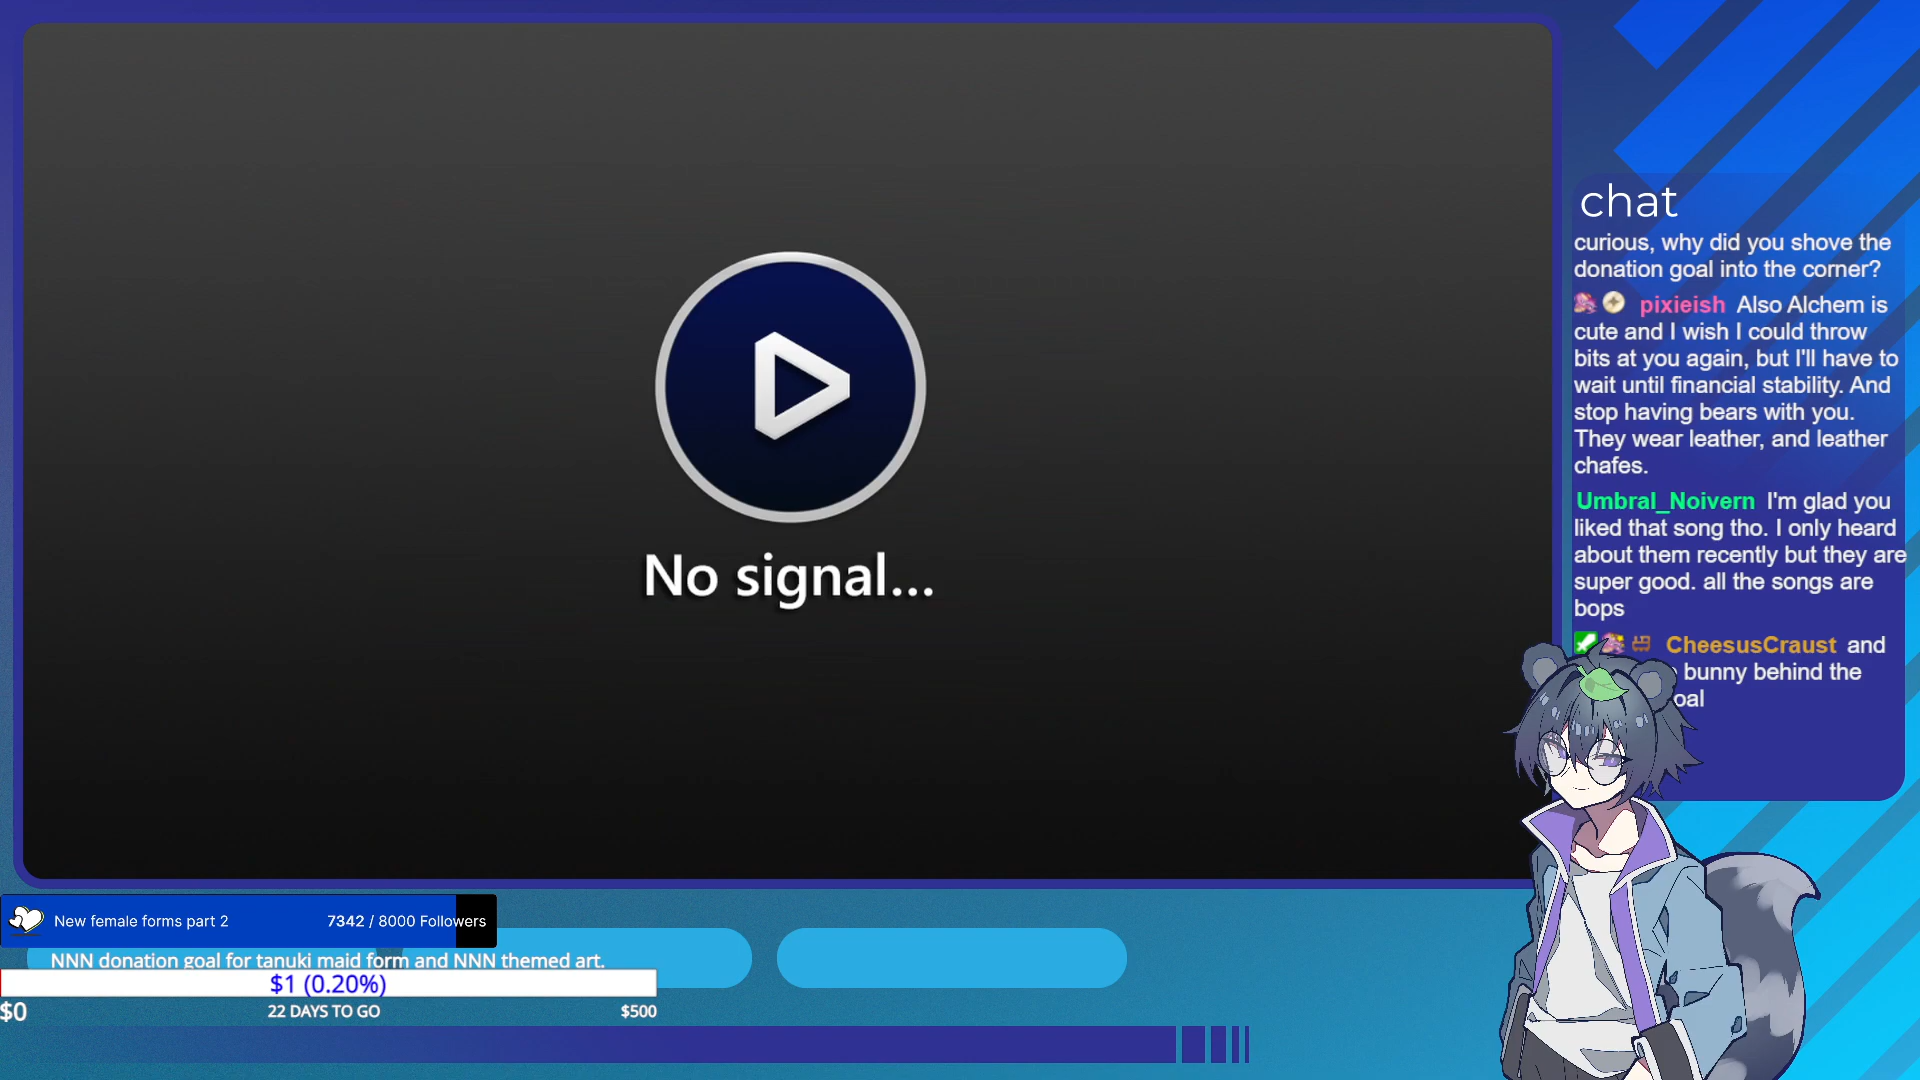 No signal...
chat
curious, why did you shove the
donation goal into the corner?
pixieish Also Alchem is
cute and I wish I could throw
bits at you again, but I'll have to
wait until financial stability. And
stop having bears with you.
They wear leather, and leather
chafes.
Umbral_Noivern I'm glad you
liked that song tho. I only heard
about them recently but they are
super good. all the songs are
bops
CheesusCraust and
bunny behind the
New female forms part 2 7342 / 8000 Followers
NNN donation goal for tanuki maid form and NNN themed art.
$1 (0.20%)
$0 22 DAYS TO GO $500